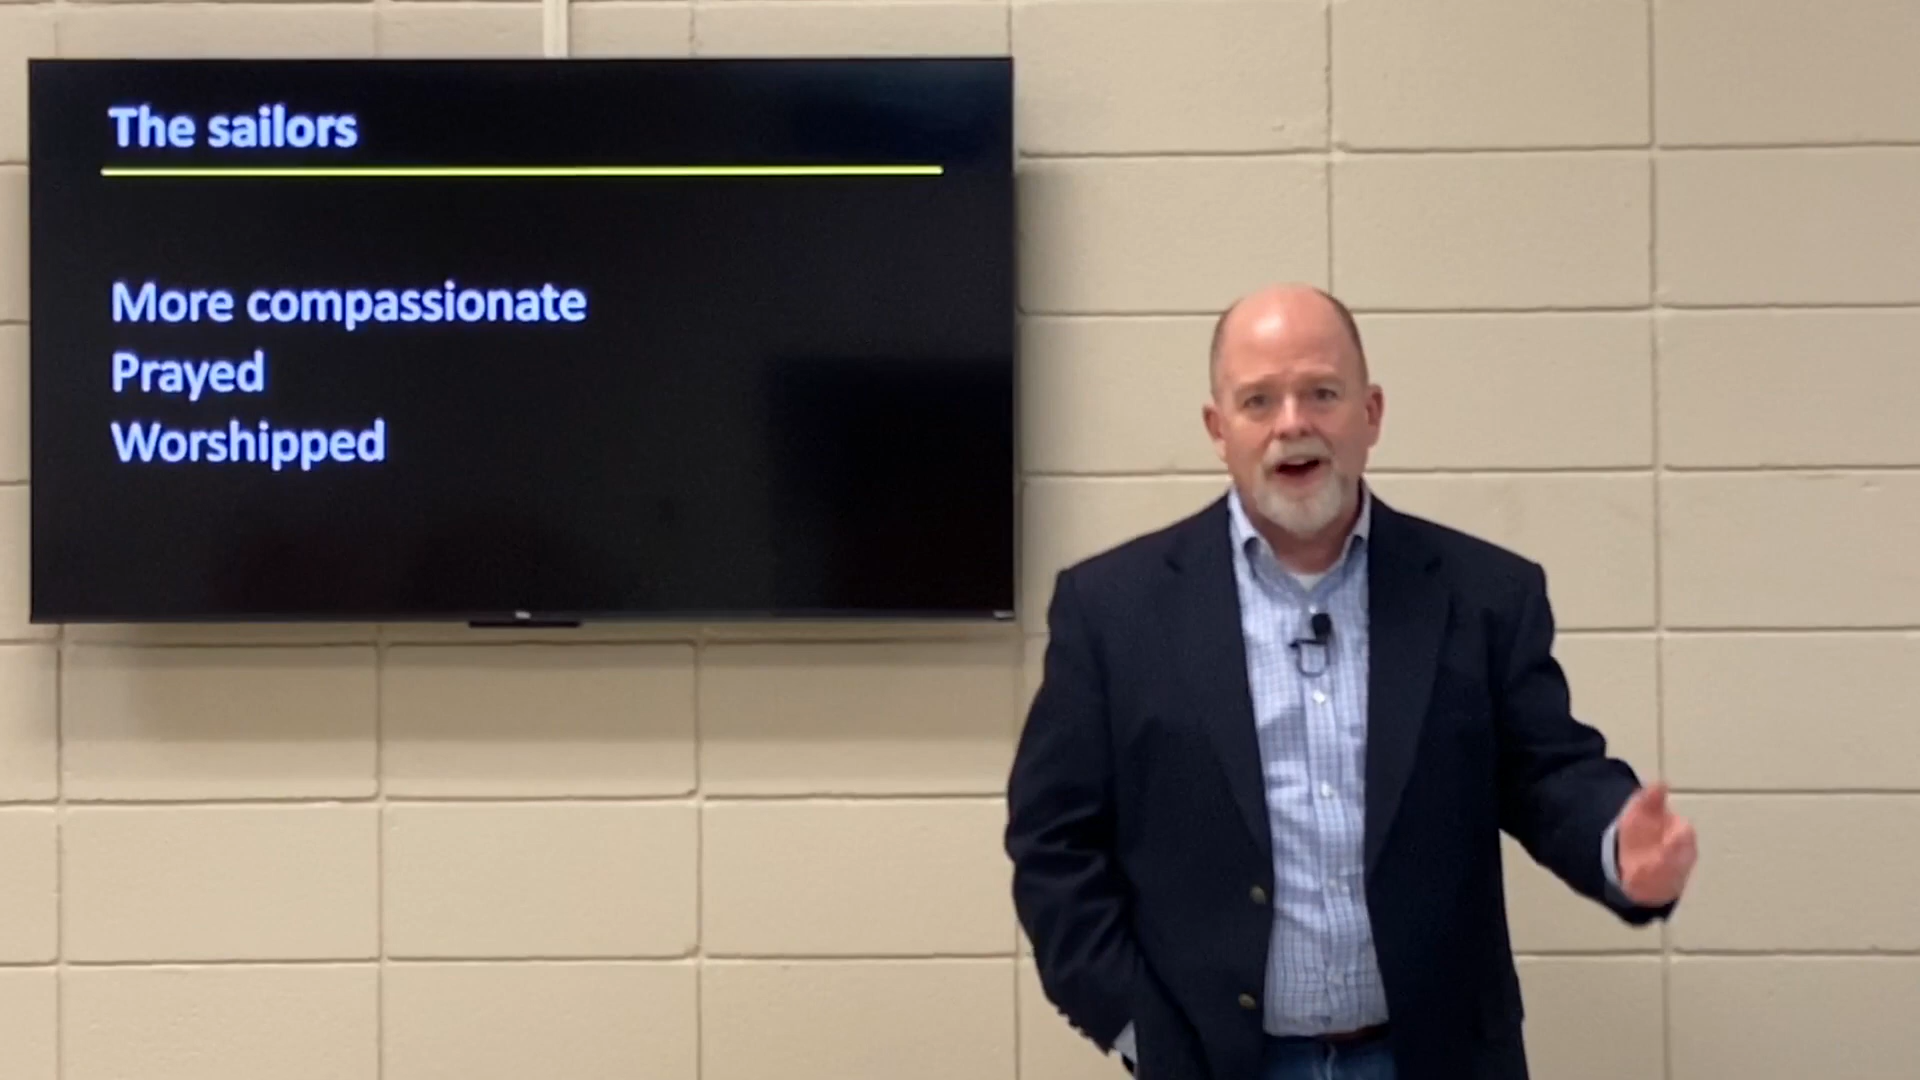 The sailors
More compassionate
Prayed
Worshipped